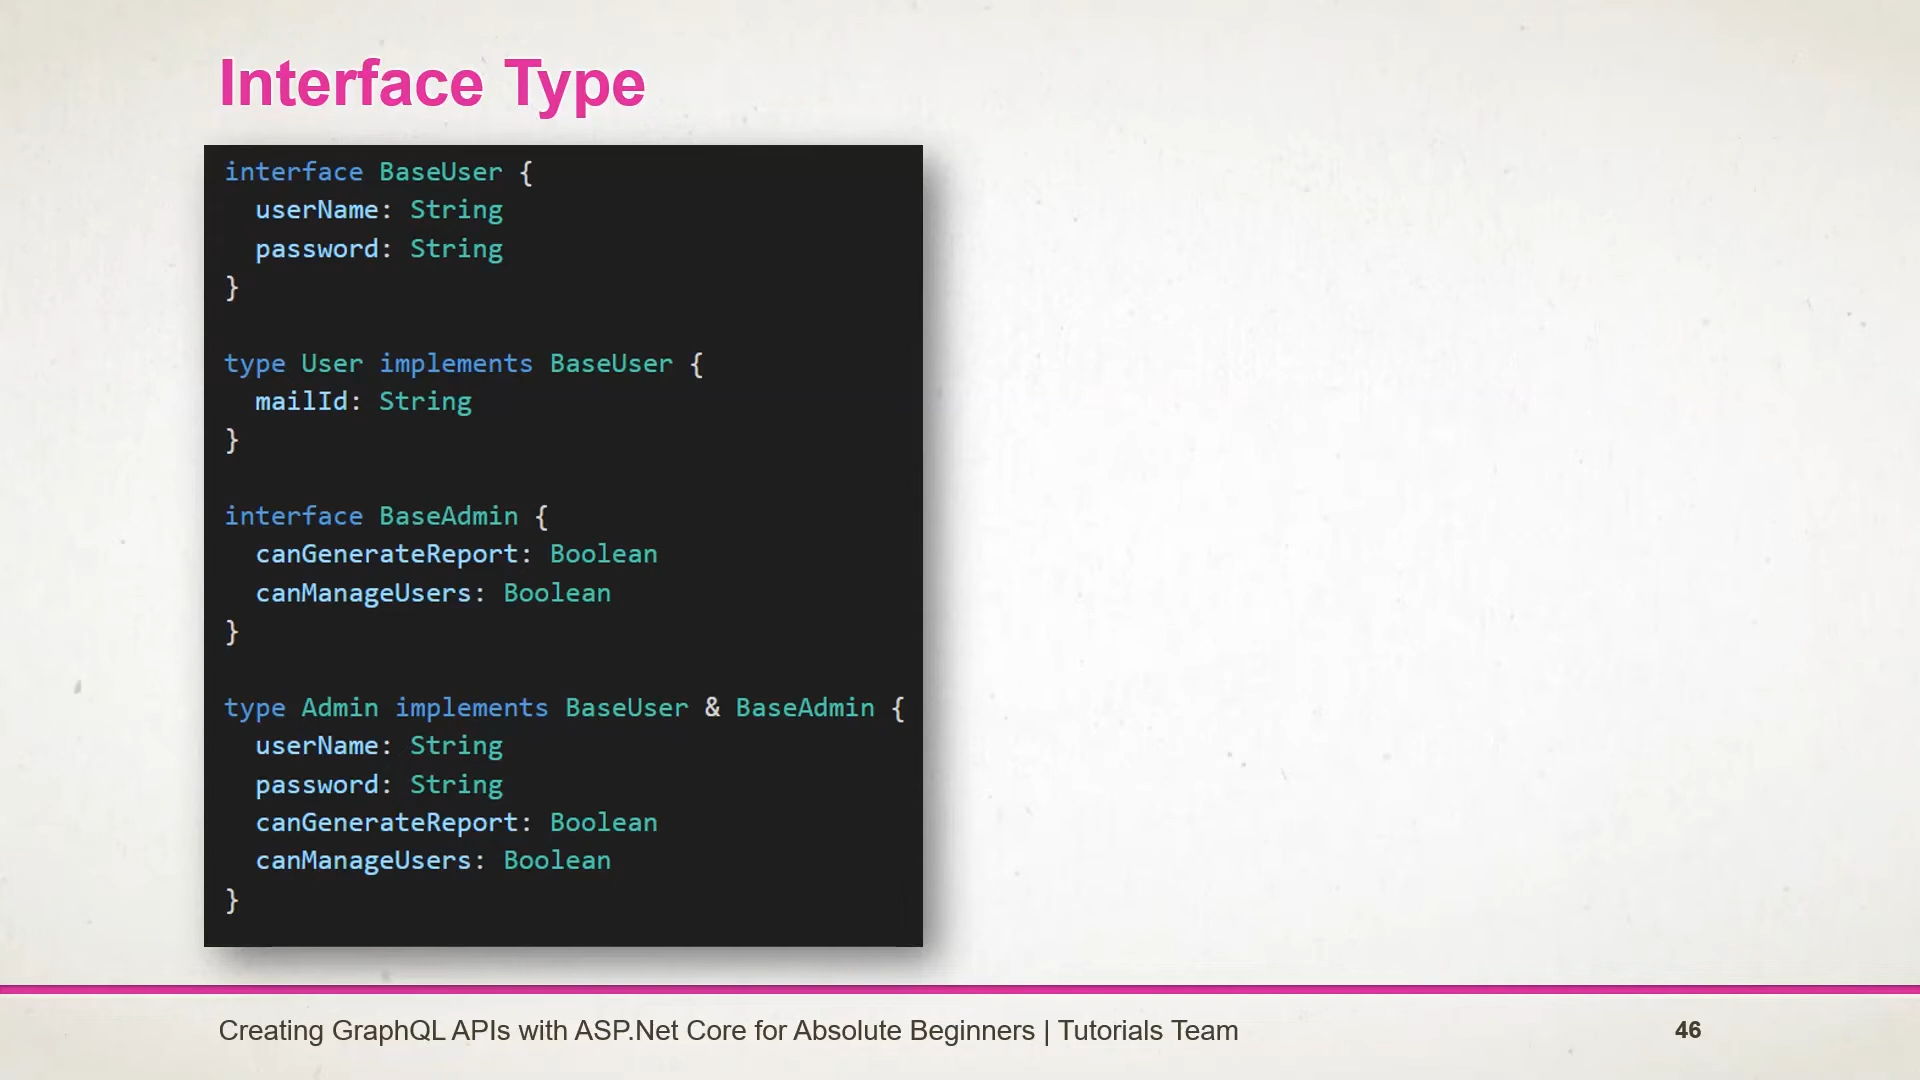 Interface Type
interface BaseUser {
  userName: String
  password: String
}
type User implements BaseUser {
  mailId: String
}
interface BaseAdmin {
  canGenerateReport: Boolean
  canManageUsers: Boolean
}
type Admin implements BaseUser & BaseAdmin {
  userName: String
  password: String
  canGenerateReport: Boolean
  canManageUsers: Boolean
}
Creating GraphQL APIs with ASP.Net Core for Absolute Beginners | Tutorials Team
46